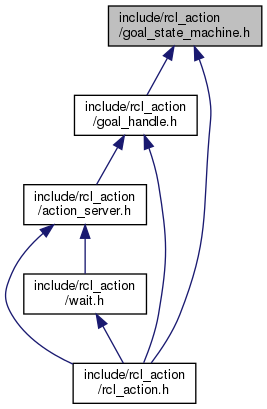 include/rcl_action
/goal_state_machine.h
include/rcl_action
/goal_handle.h
include/rcl_action
/action_server.h
include/rcl_action
/wait.h
include/rcl_action
/rcl_action.h